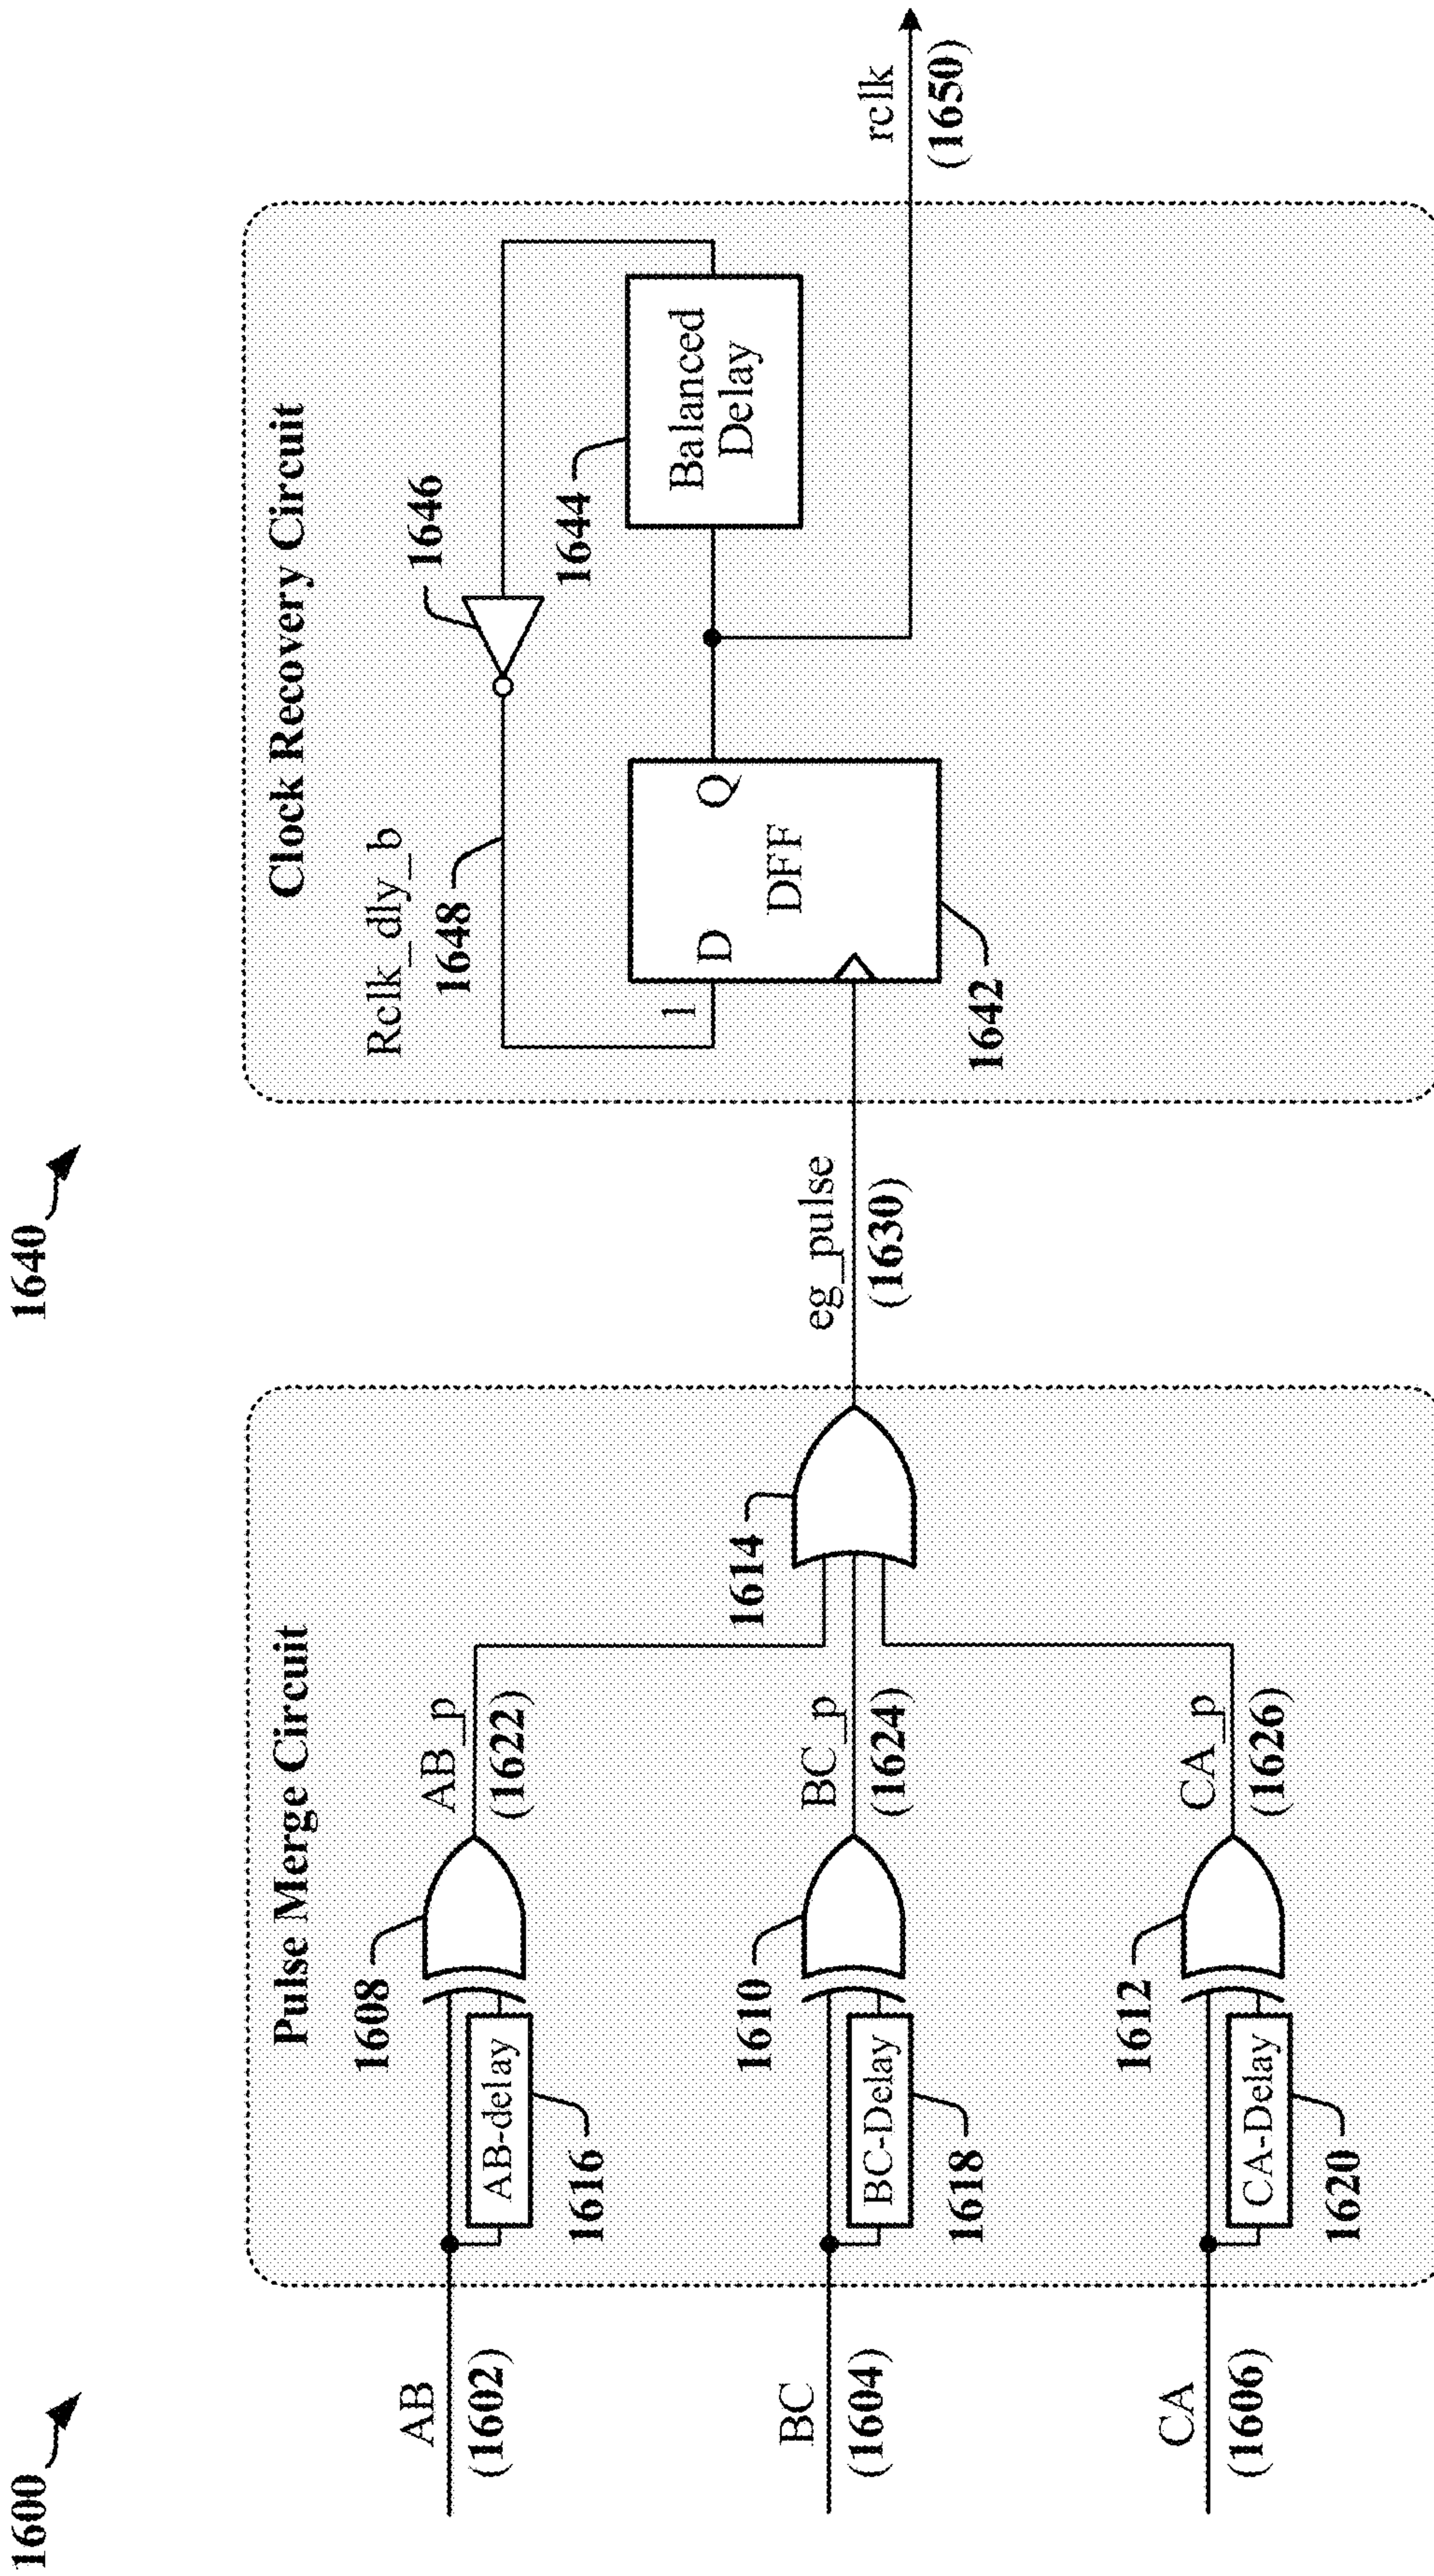 1600
1640
Pulse Merge Circuit
AB
(1602)
AB-delay
1616
1608
AB_p
(1622)
BC
(1604)
BC-Delay
1618
1610
BC_p
(1624)
CA
(1606)
CA-Delay
1620
1612
CA_p
(1626)
1614
eg_pulse
(1630)
Clock Recovery Circuit
Rclk_dly_b
1648
1646
1644
Balanced
Delay
1
D
Q
DFF
1642
rclk
(1650)